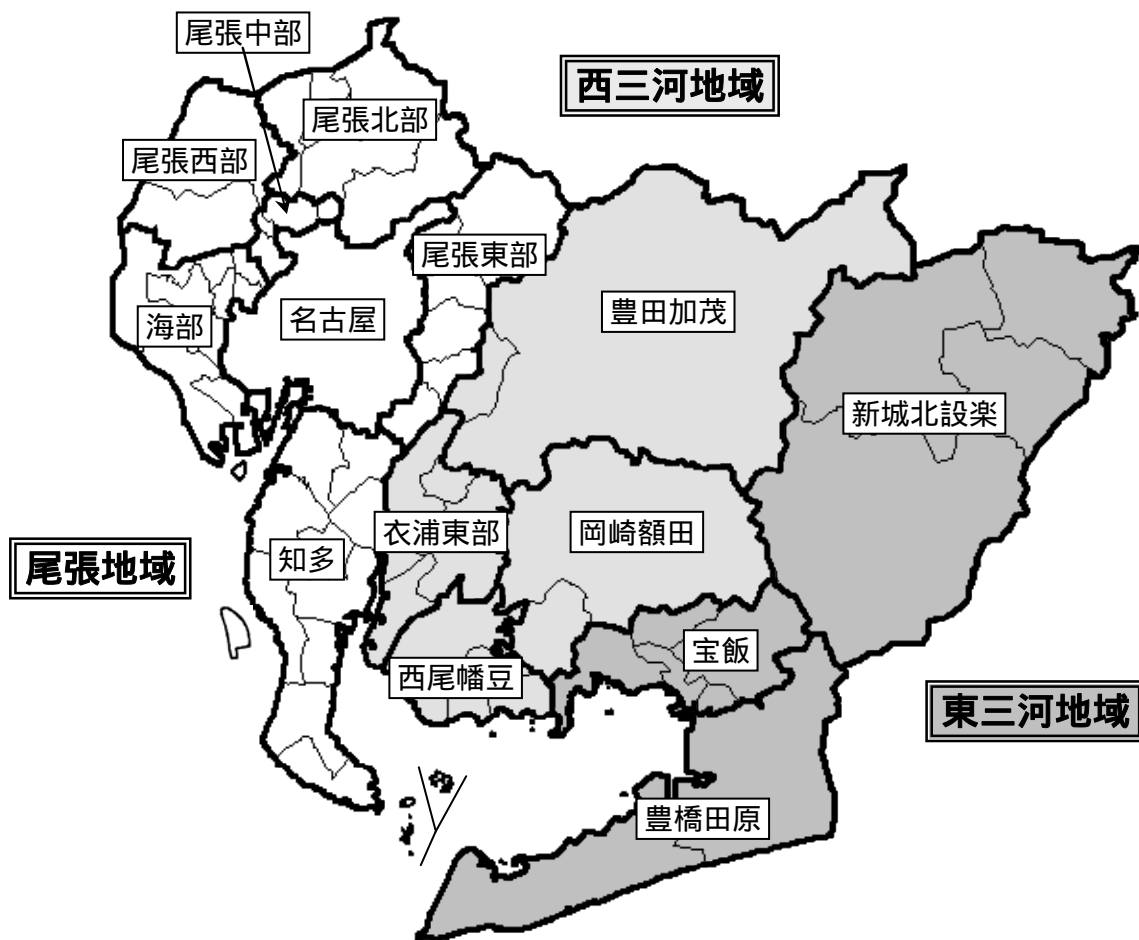 尾張中部
西三河地域
尾張北部
尾張西部
尾張東部
海部
名古屋
豊田加茂
新城北設楽
衣浦東部
岡崎額田
知多
尾張地域
宝飯
西尾幡豆
東三河地域
豊橋田原